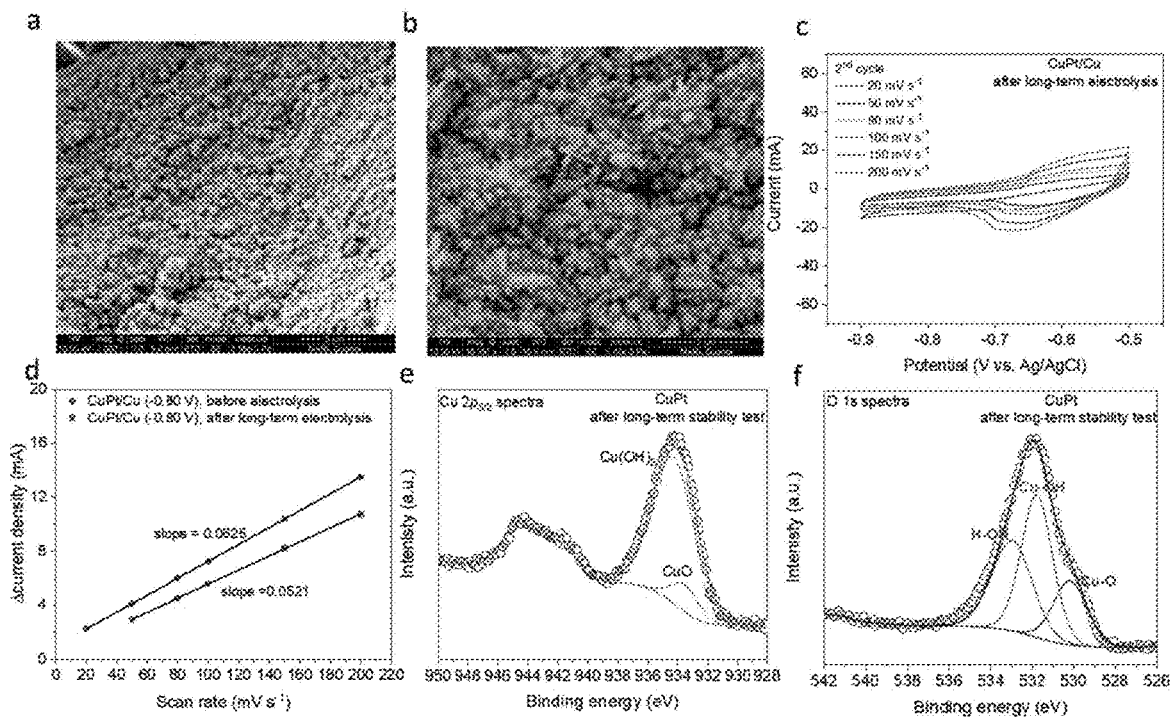 a
b
c
2nd cycle
20 mV s⁻¹
50 mV s⁻¹
80 mV s⁻¹
100 mV s⁻¹
150 mV s⁻¹
200 mV s⁻¹
CuPt/Cu
after long-term electrolysis
Current (mA)
60
40
20
0
-20
-40
-60
-0.9
-0.8
-0.7
-0.6
-0.5
Potential (V vs. Ag/AgCl)
d
CuPt/Cu (-0.80 V), before electrolysis
CuPt/Cu (-0.80 V), after long-term electrolysis
slope = 0.0626
slope =0.0521
Δcurrent density (mA)
20
16
12
8
4
0
0 20 40 60 80 100 120 140 160 180 200 220
Scan rate (mV s⁻¹)
e
Cu 2p3/2 spectra
CuPt
after long-term stability test
Cu(OH)2
CuO
Intenisty (a.u.)
950 948 946 944 942 940 938 936 934 932 930 928
Binding energy (eV)
f
O 1s spectra
CuPt
after long-term stability test
Cu-O
Intenisty (a.u.)
542 540 538 536 534 532 530 528 526
Binding energy (eV)